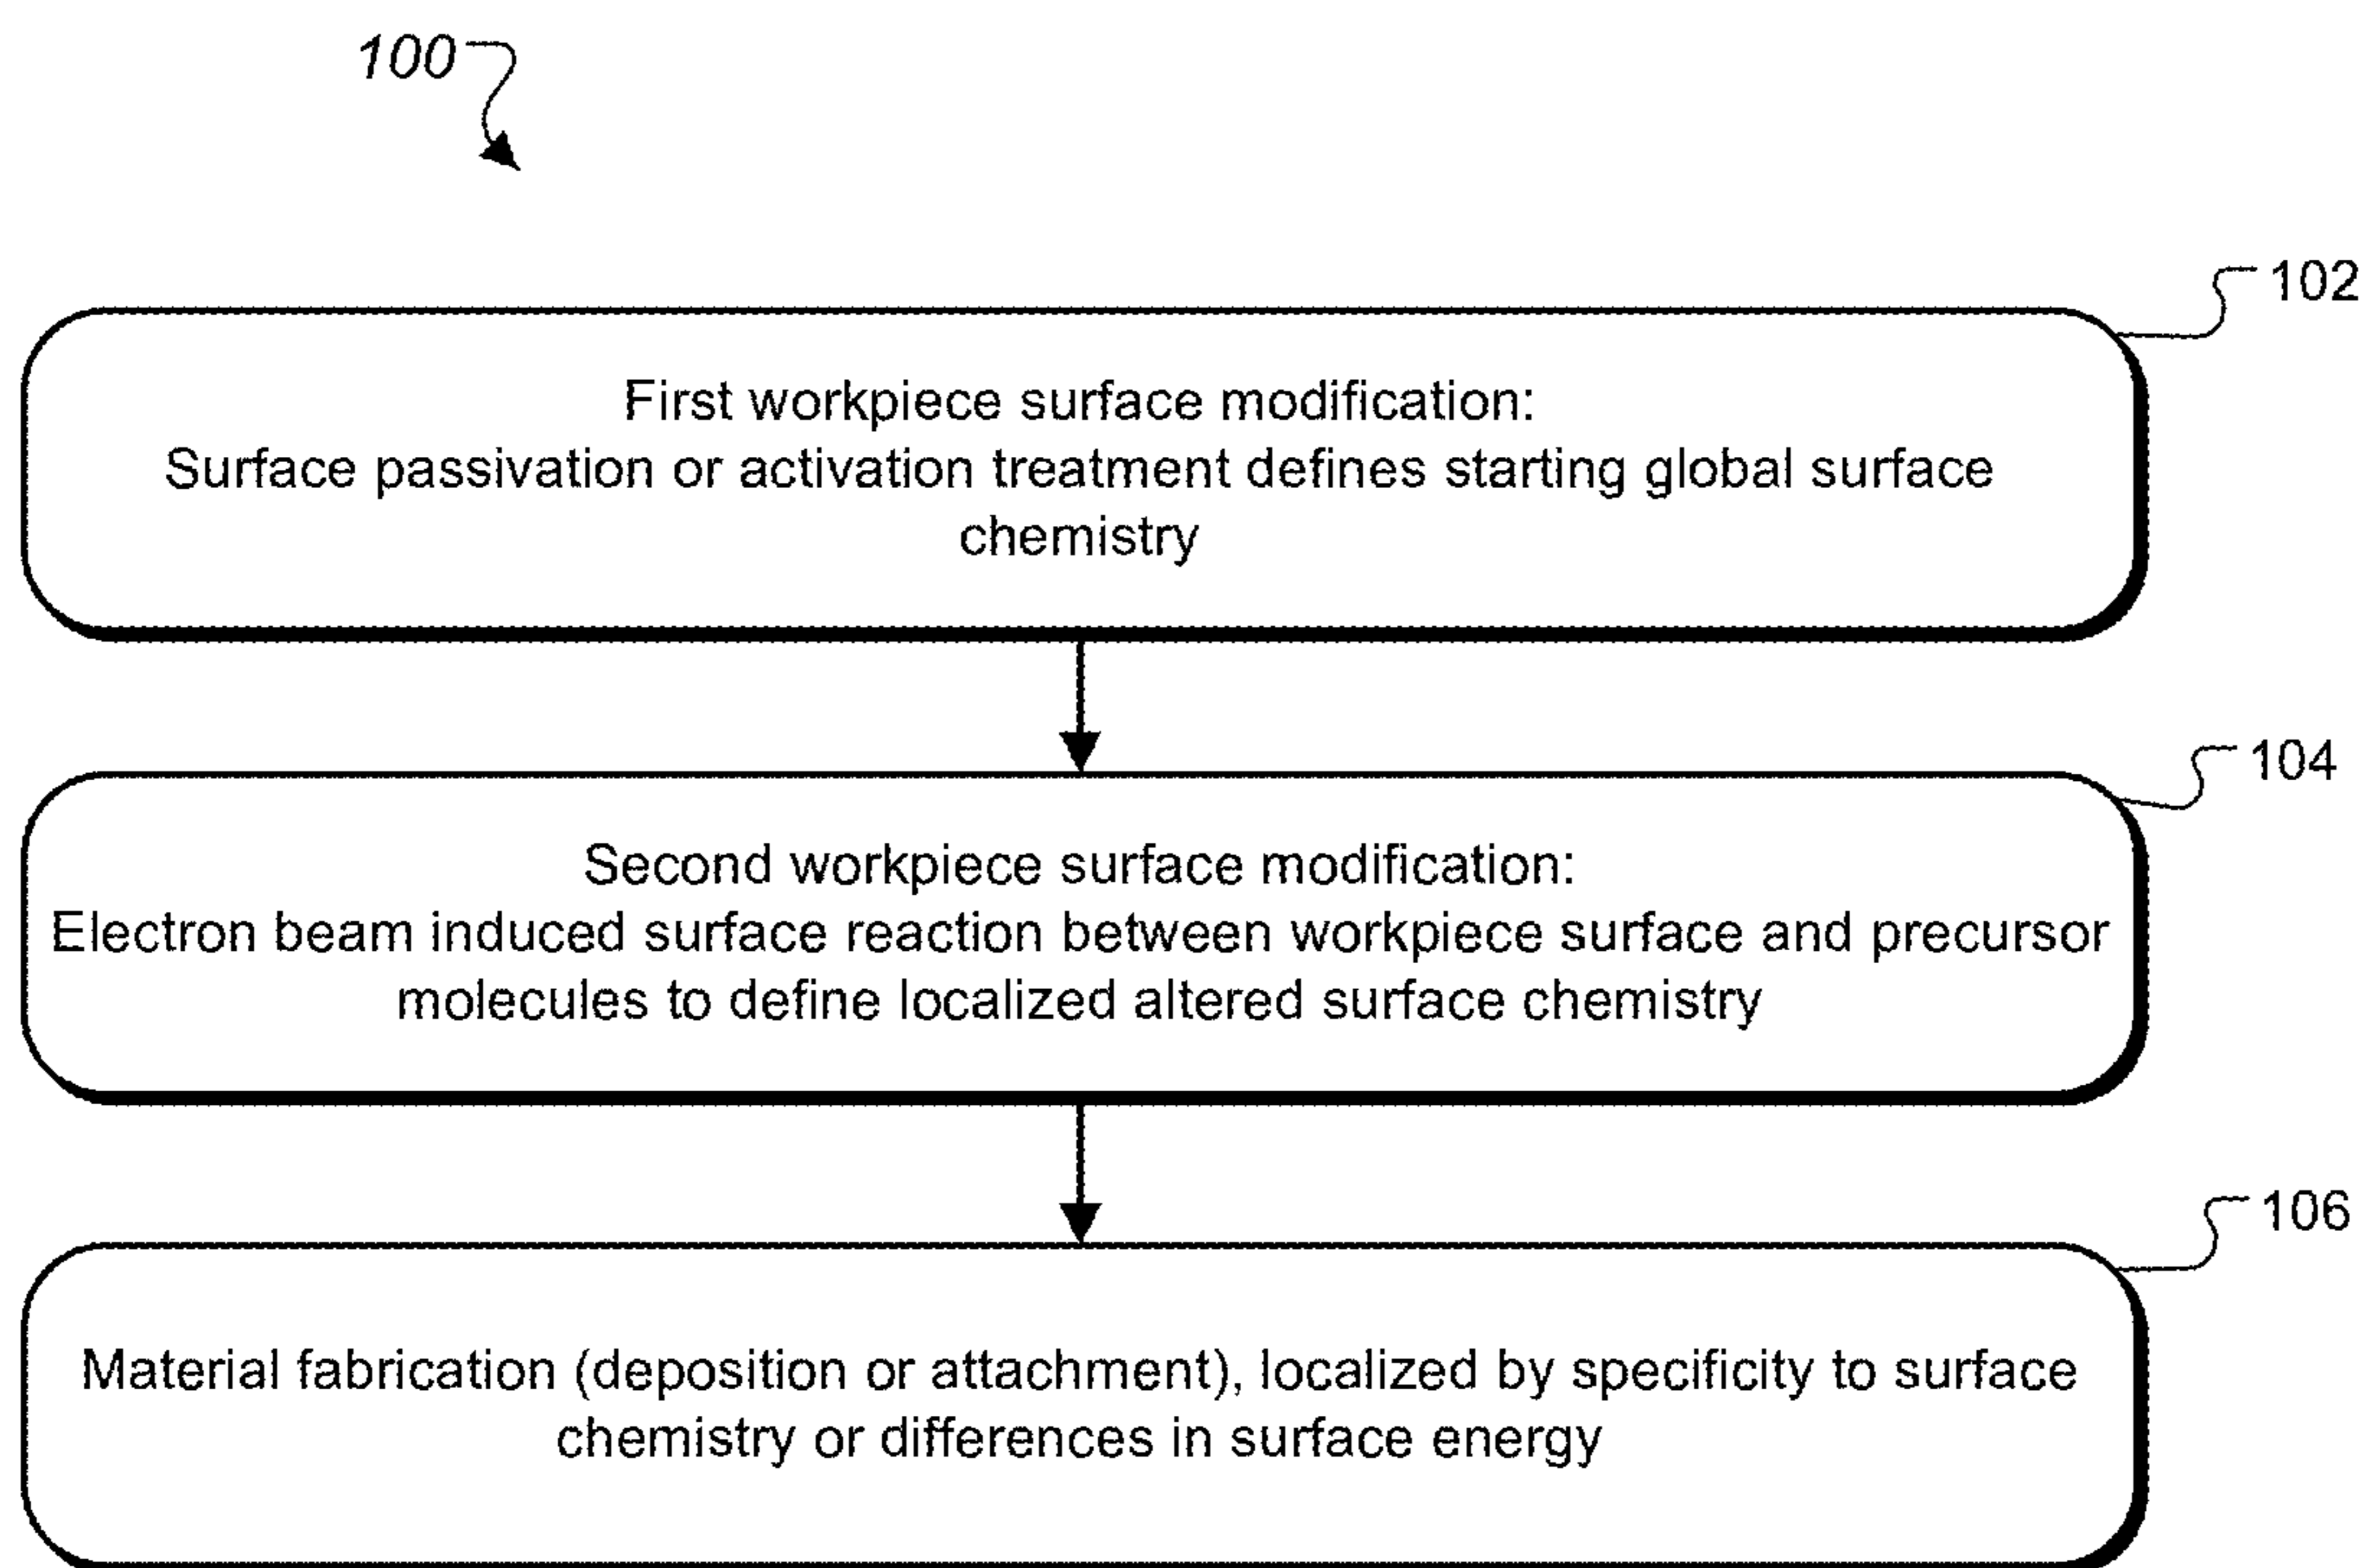 100
102
First workpiece surface modification:
Surface passivation or activation treatment defines starting global surface
chemistry
104
Second workpiece surface modification:
Electron beam induced surface reaction between workpiece surface and precursor
molecules to define localized altered surface chemistry
106
Material fabrication (deposition or attachment), localized by specificity to surface
chemistry or differences in surface energy